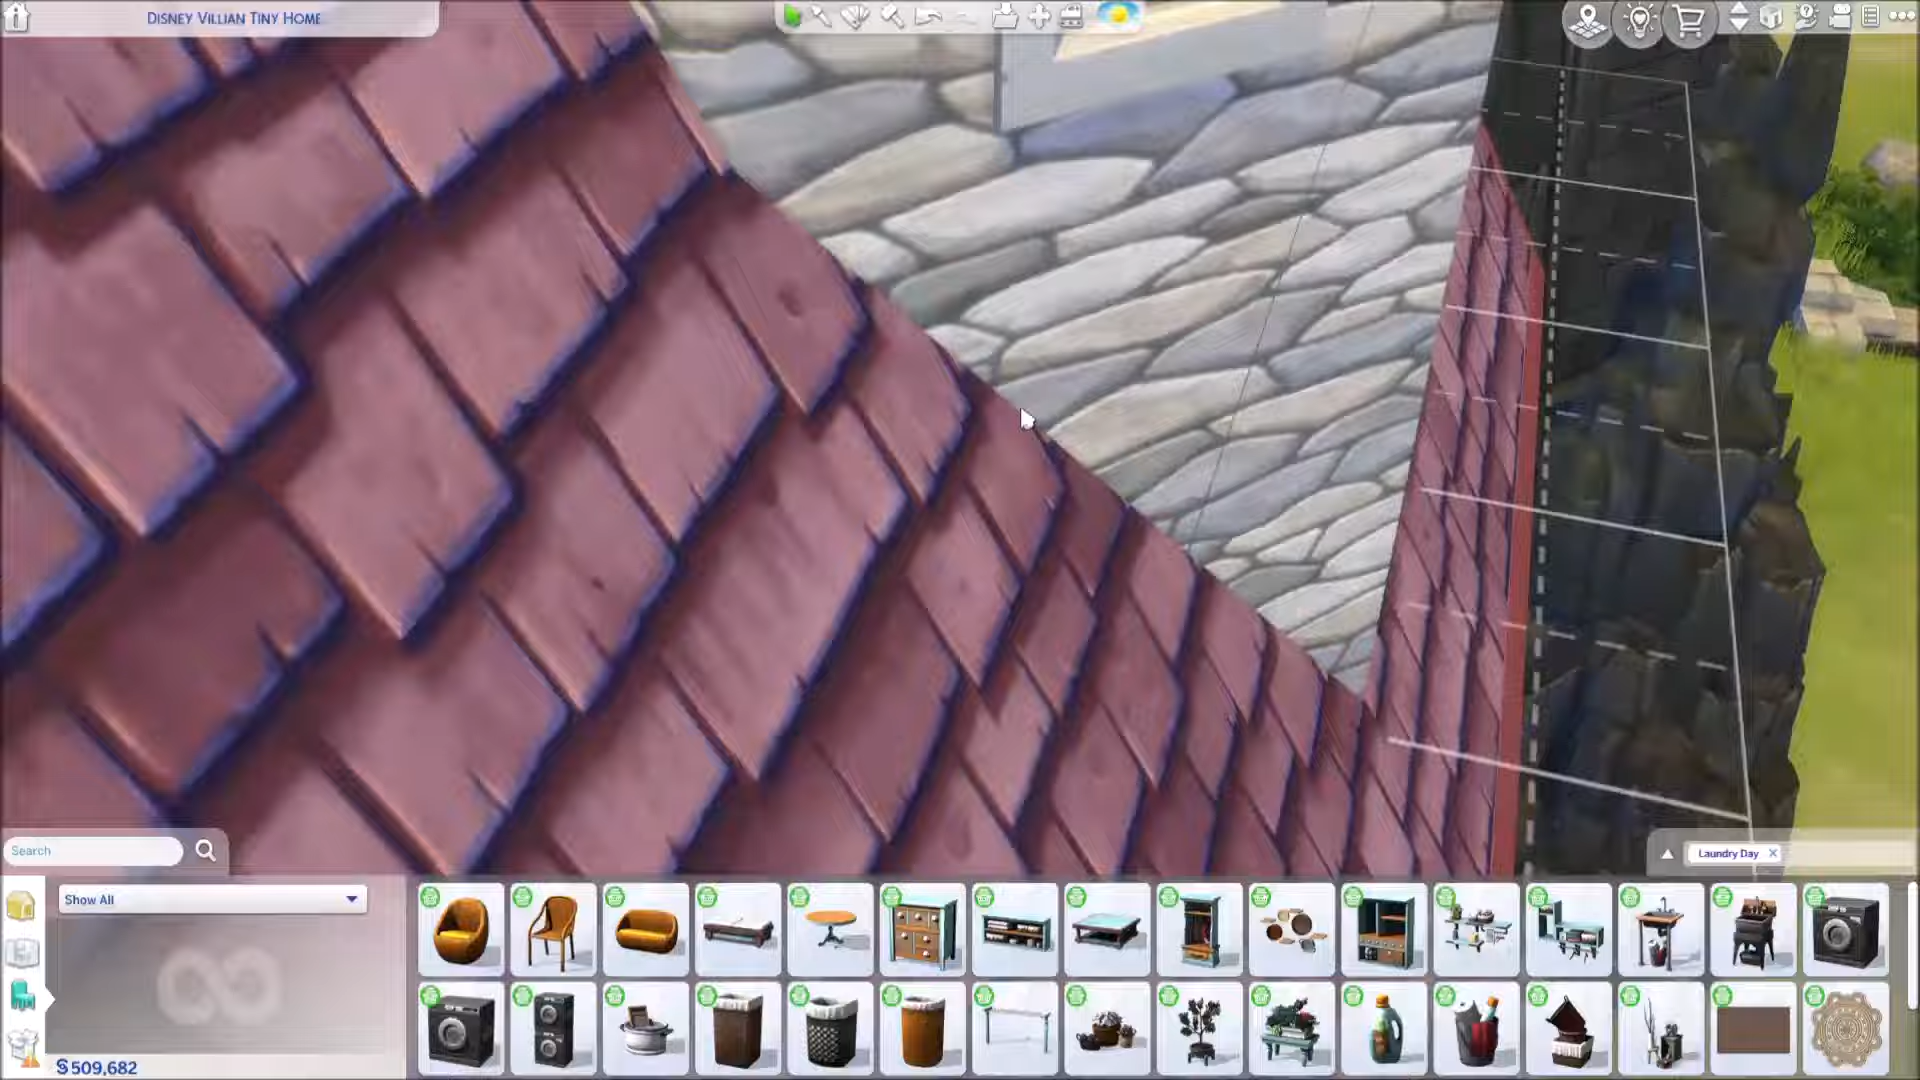 DISNEY VILLIAN TINY HOME
Search
Laundry Day
Show All
§509,682